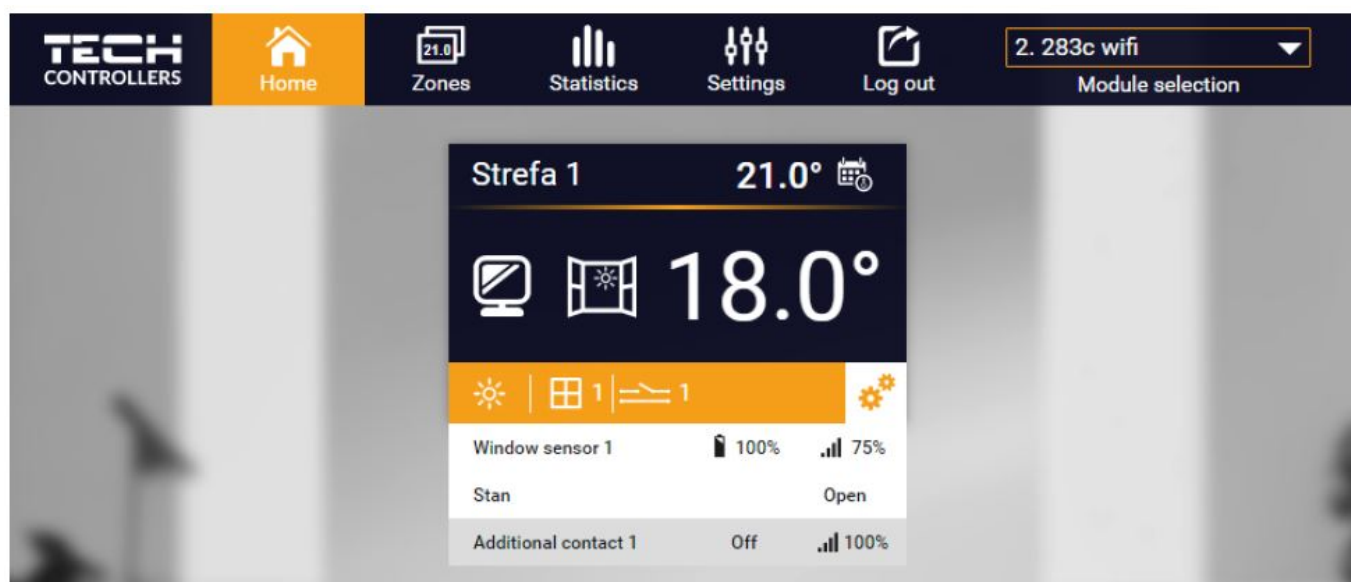 TECH
CONTROLLERS
Home
21.0
Zones
Statistics
Settings
Log out
2. 283c wifi
Module selection
Strefa 1 21.0°
18.0°
1 1
Window sensor 1 100% 75%
Stan Open
Additional contact 1 Off 100%